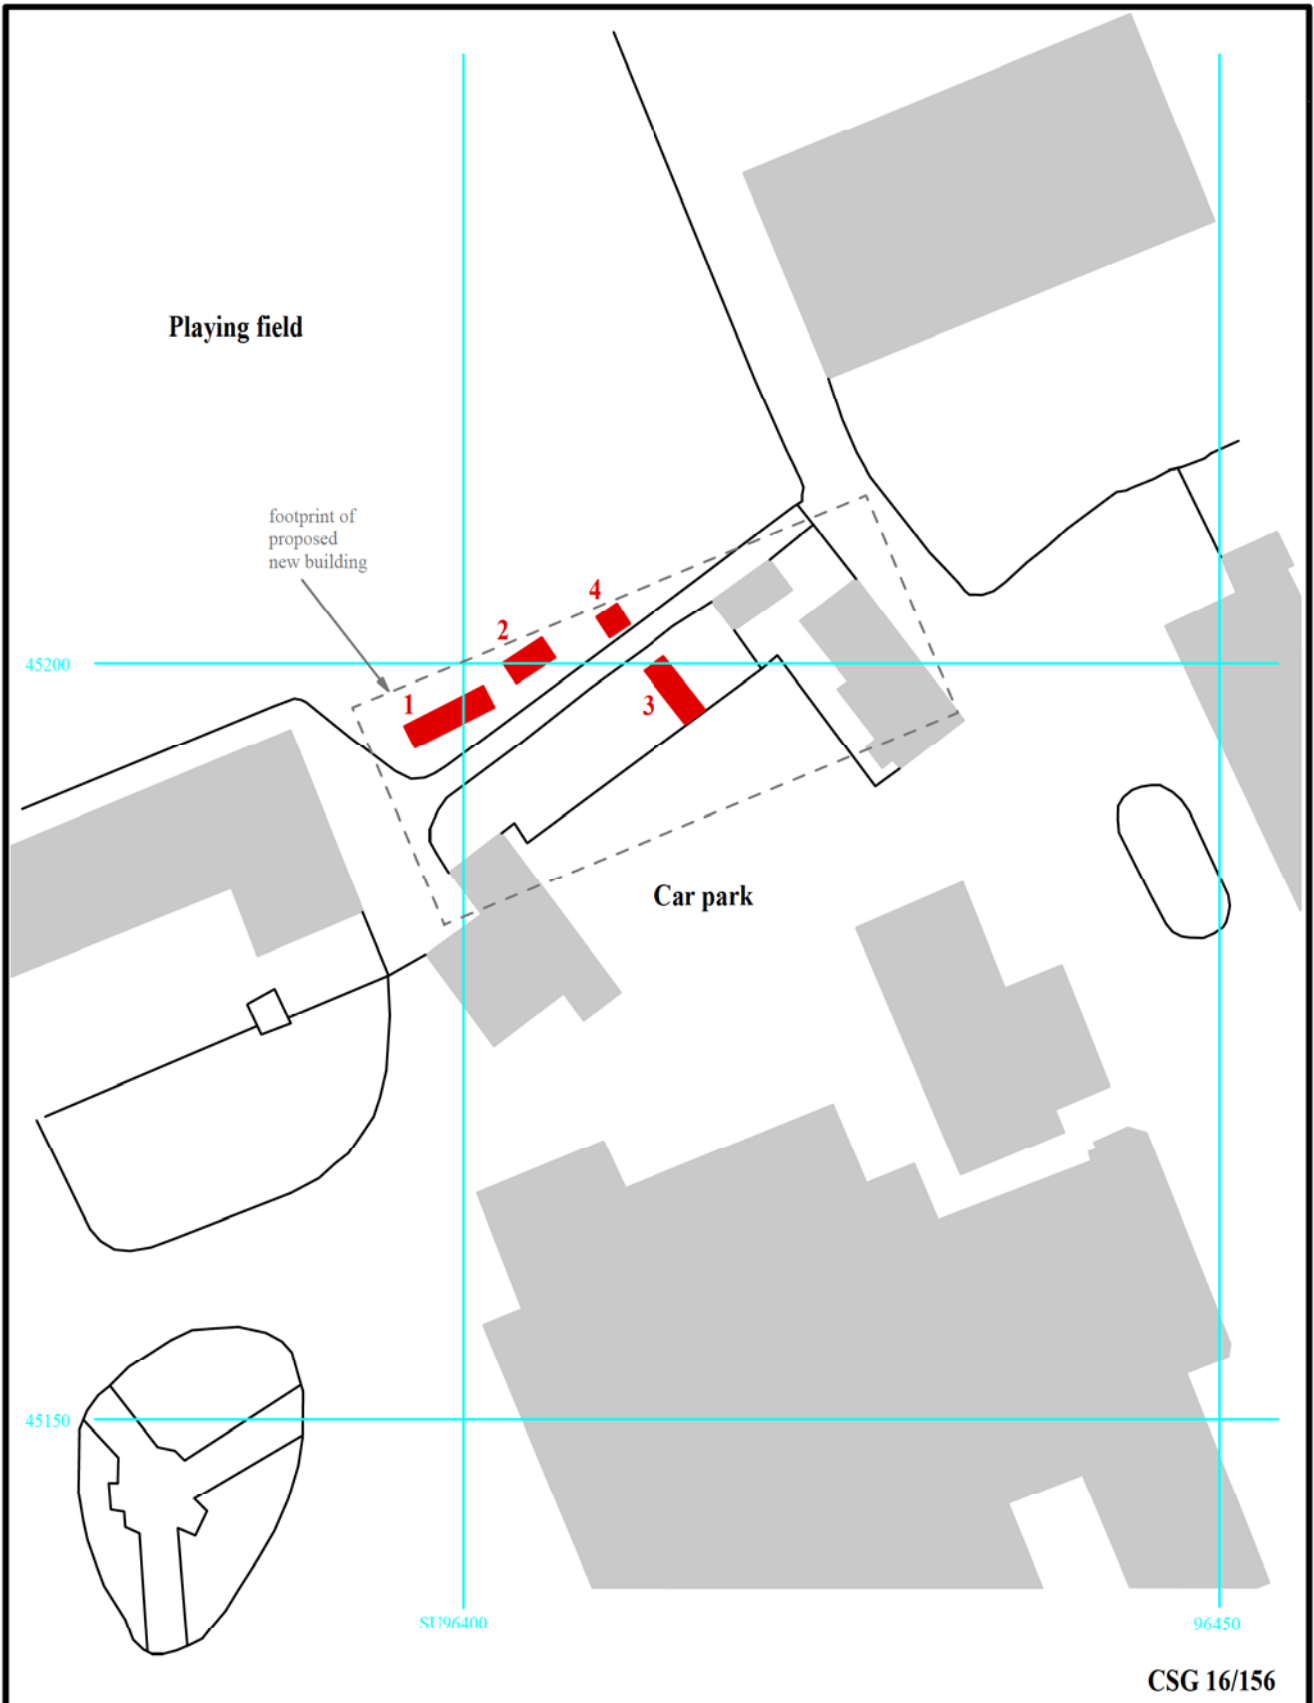 Playing field
footprint of
proposed
new building
4
2
45200
1
3
Car park
45150
SU96400
96450
CSG 16/156